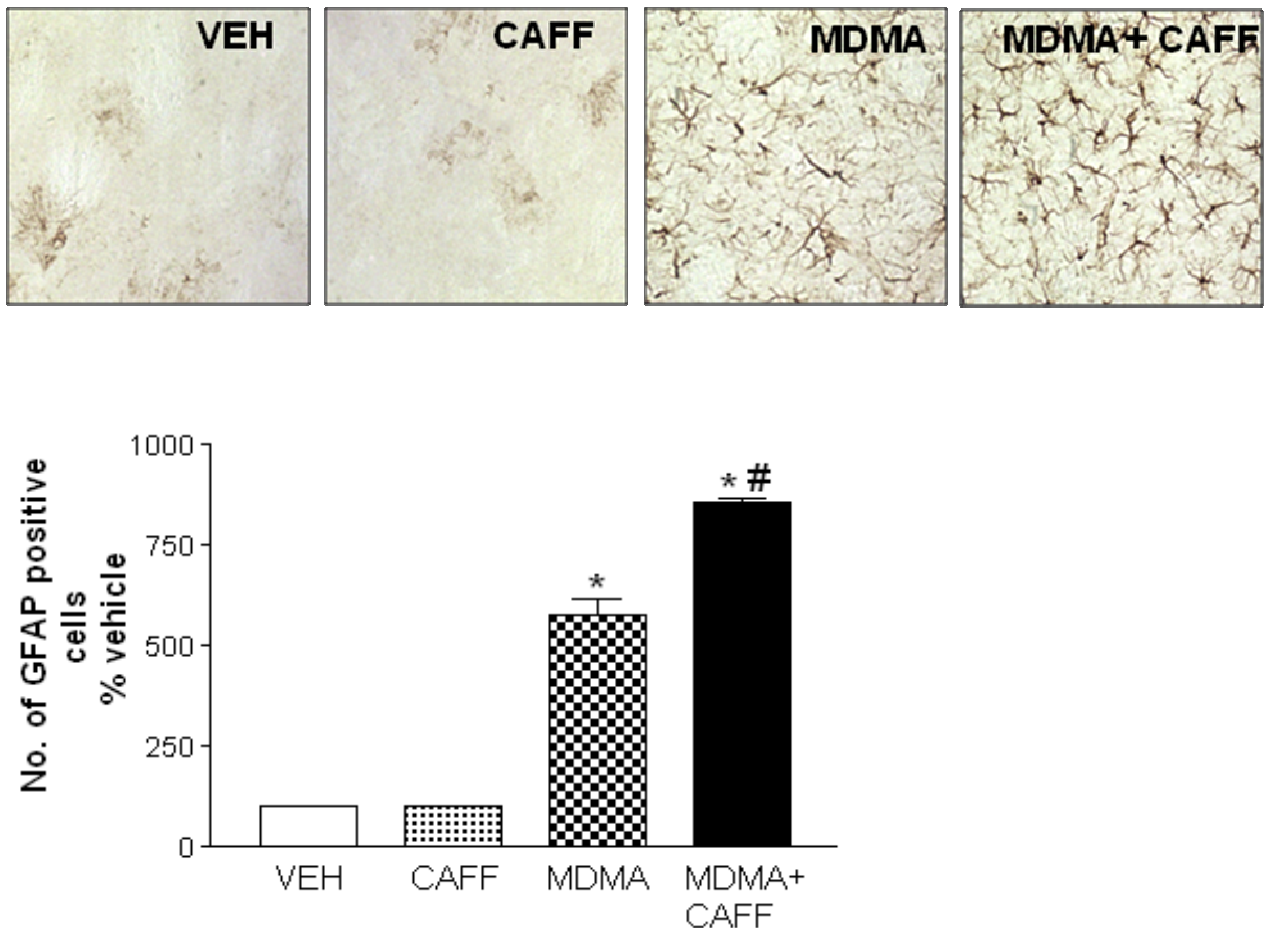 VEH
CAFF
MDMA
MDMA+ CAFF
No. of GFAP positive
cells
% vehicle
1000
750
500
250
0
*
* #
VEH
CAFF
MDMA
MDMA+
CAFF